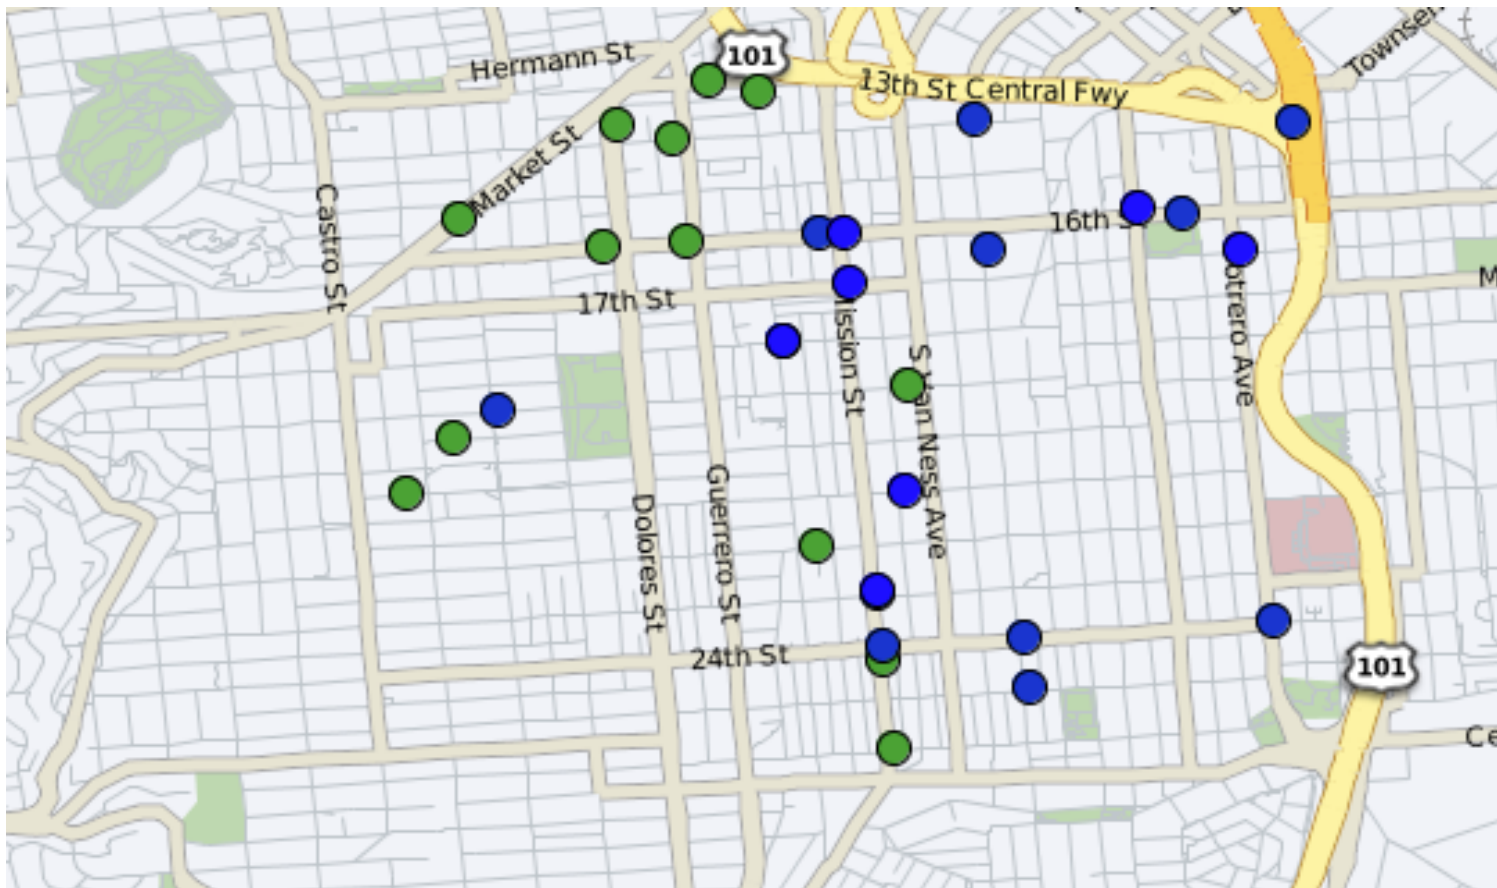 Hermann St
101
13th St Central Fwy
Townsen
Market St
Castro St
16th S
17th St
M
ission St
otrero Ave
S Van Ness Ave
Guerrero St
Dolores St
24th St
101
Ce